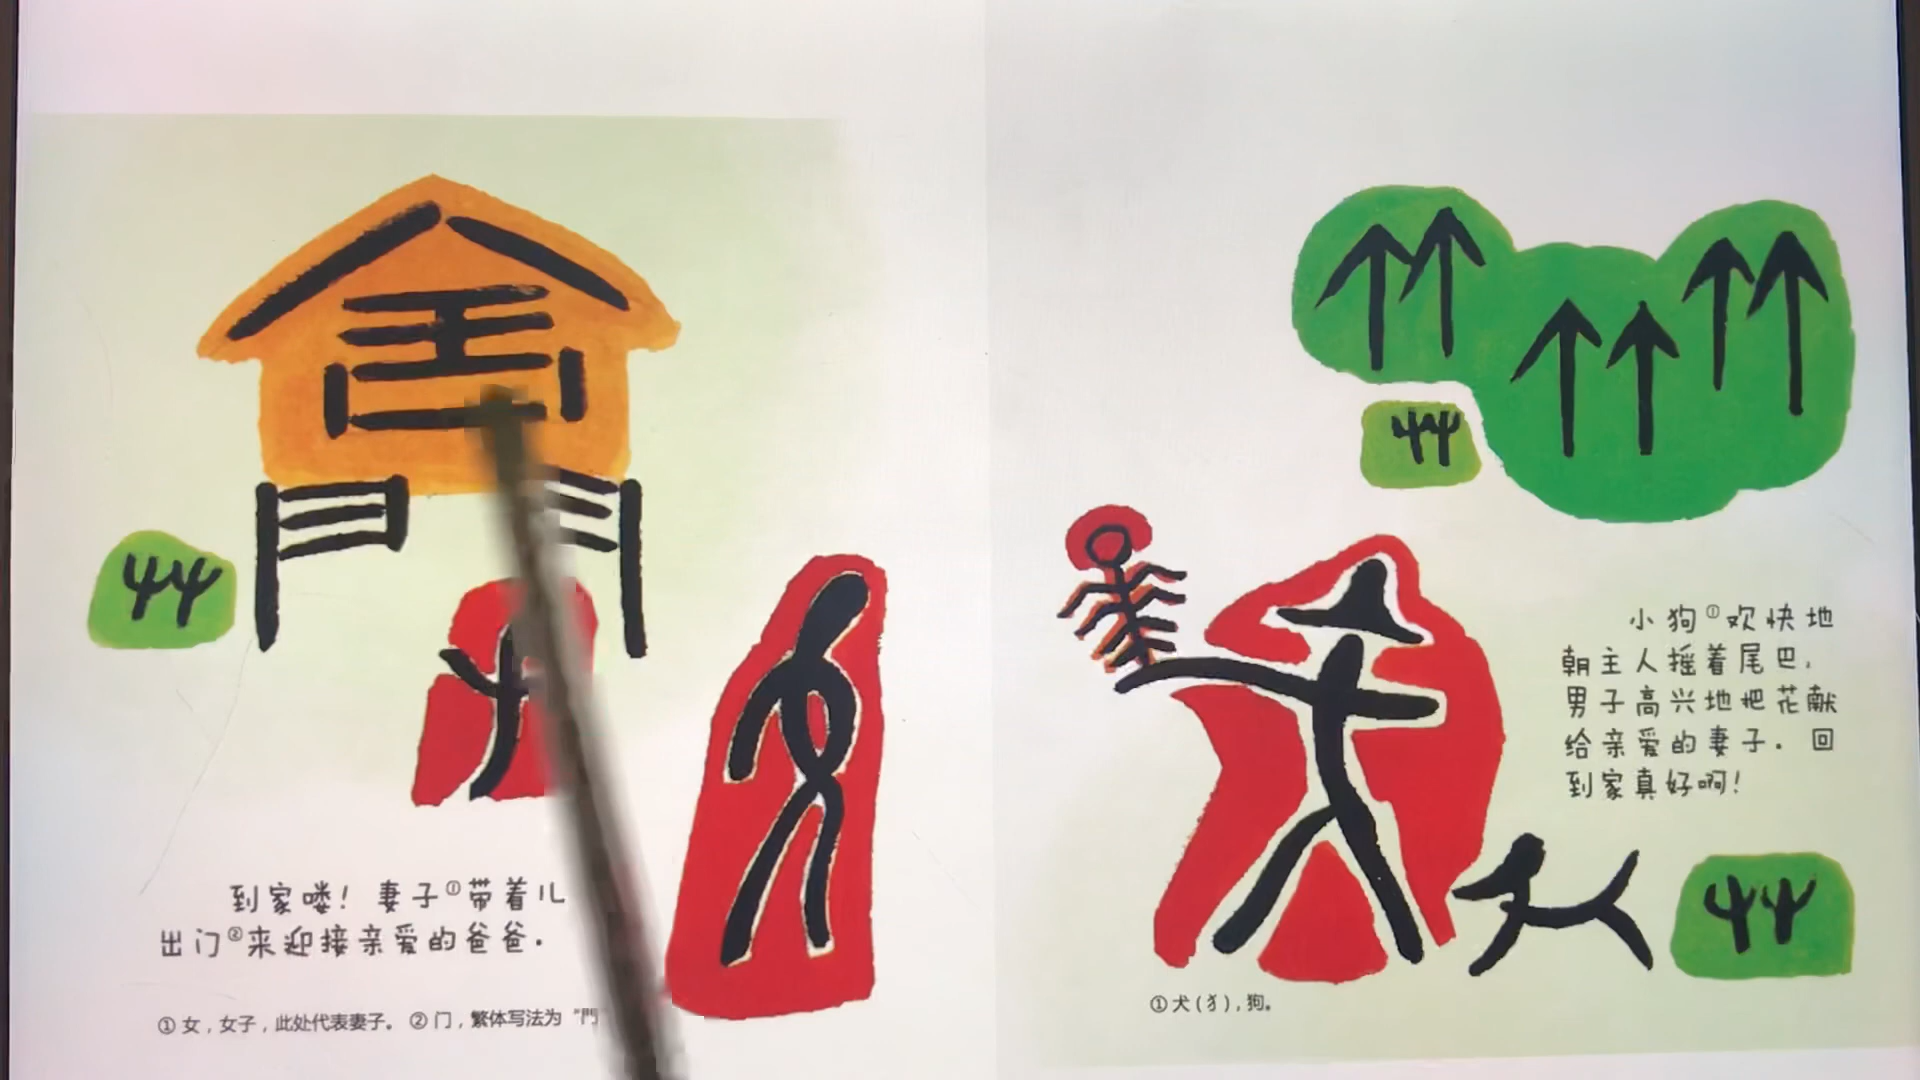 到家喽！妻子①带着儿
出门②来迎接亲爱的爸爸。
①女，女子，此处代表妻子。②门，繁体写法为“門
小狗①欢快地
朝主人摇着尾巴，
男子高兴地把花献
给亲爱的妻子。回
到家真好啊！
①犬(犭)，狗。